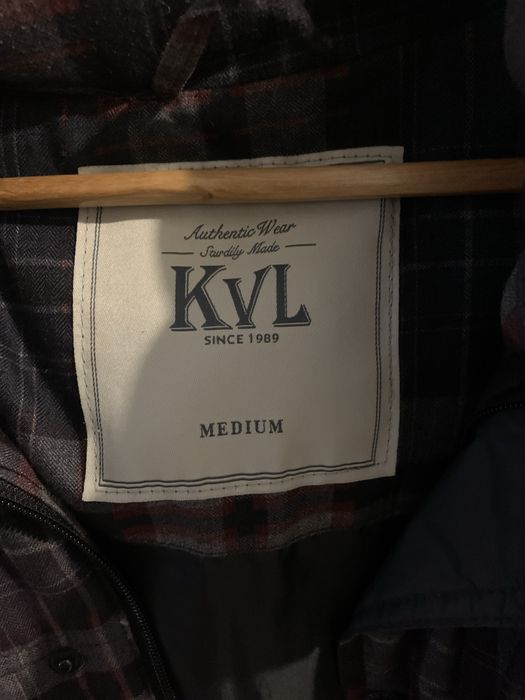 Authentic Wear
Sturdily Made
KVL
SINCE 1989
MEDIUM